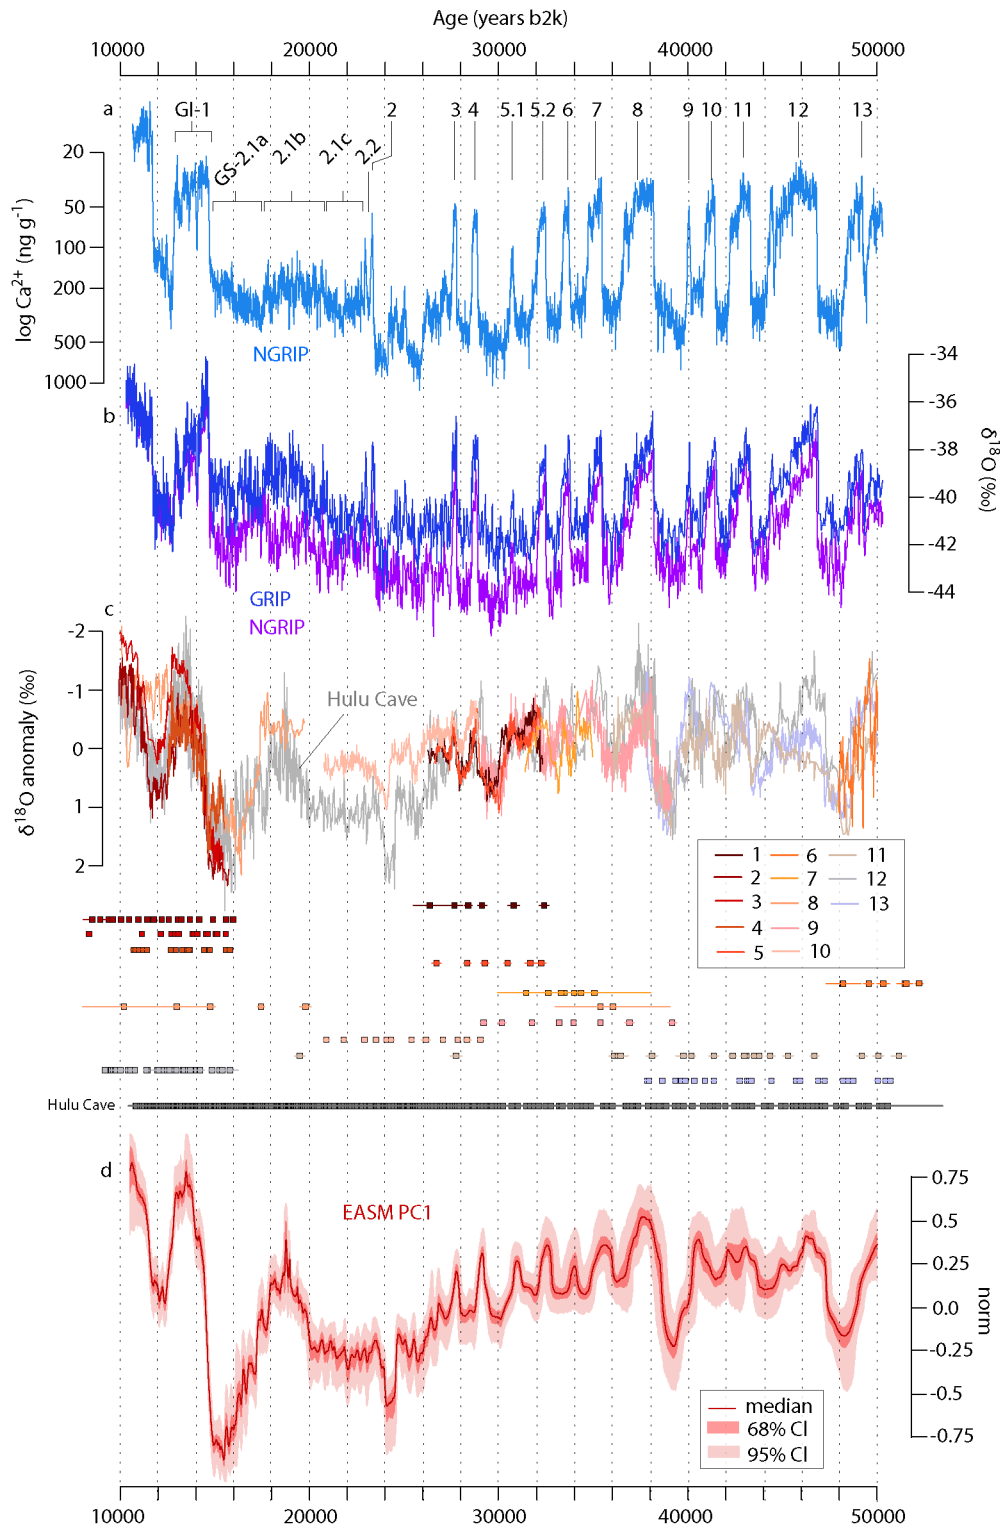 Age (years b2k)
10000 20000 30000 40000 50000
a
GI-1
GS-2.1a
2.1b
2.1c
2.2
2 3 4 5.1 5.2 6 7 8 9 10 11 12 13
20
50
100
200
500
1000
log Ca²⁺ (ng g⁻¹)
NGRIP
b
-34
-36
-38
-40
-42
-44
δ¹⁸O (‰)
GRIP
NGRIP
c
-2
-1
0
1
2
δ¹⁸O anomaly (‰)
Hulu Cave
1 6 11
2 7 12
3 8 13
4 9
5 10
Hulu Cave
d
EASM PC1
0.75
0.5
0.25
0.0
-0.25
-0.5
-0.75
norm
median
68% CI
95% CI
10000 20000 30000 40000 50000